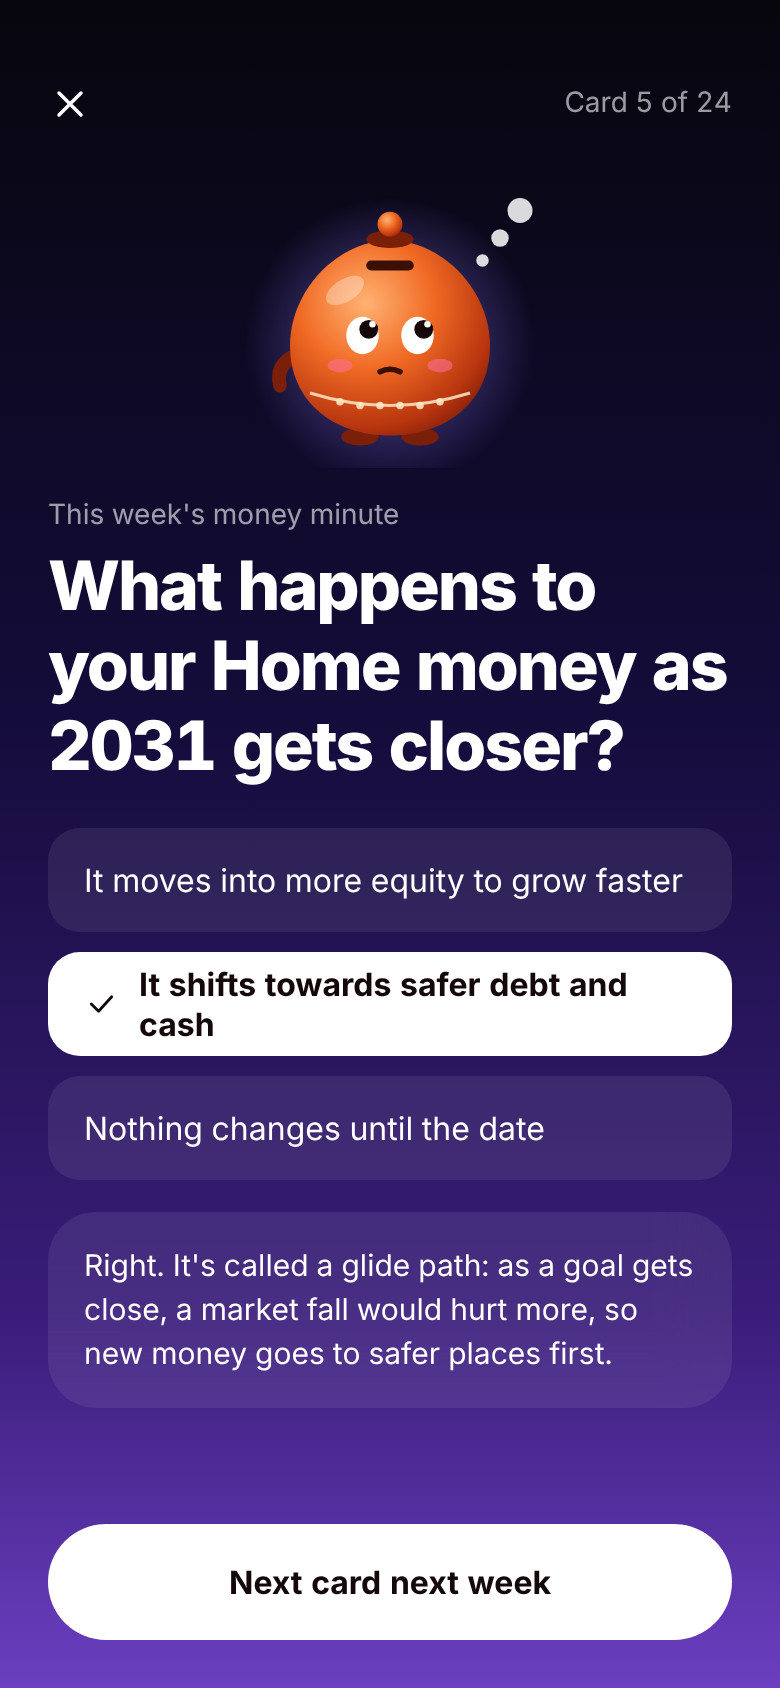 Card 5 of 24
This week's money minute
What happens to
your Home money as
2031 gets closer?
It moves into more equity to grow faster
It shifts towards safer debt and
cash
Nothing changes until the date
Right. It's called a glide path: as a goal gets
close, a market fall would hurt more, so
new money goes to safer places first.
Next card next week